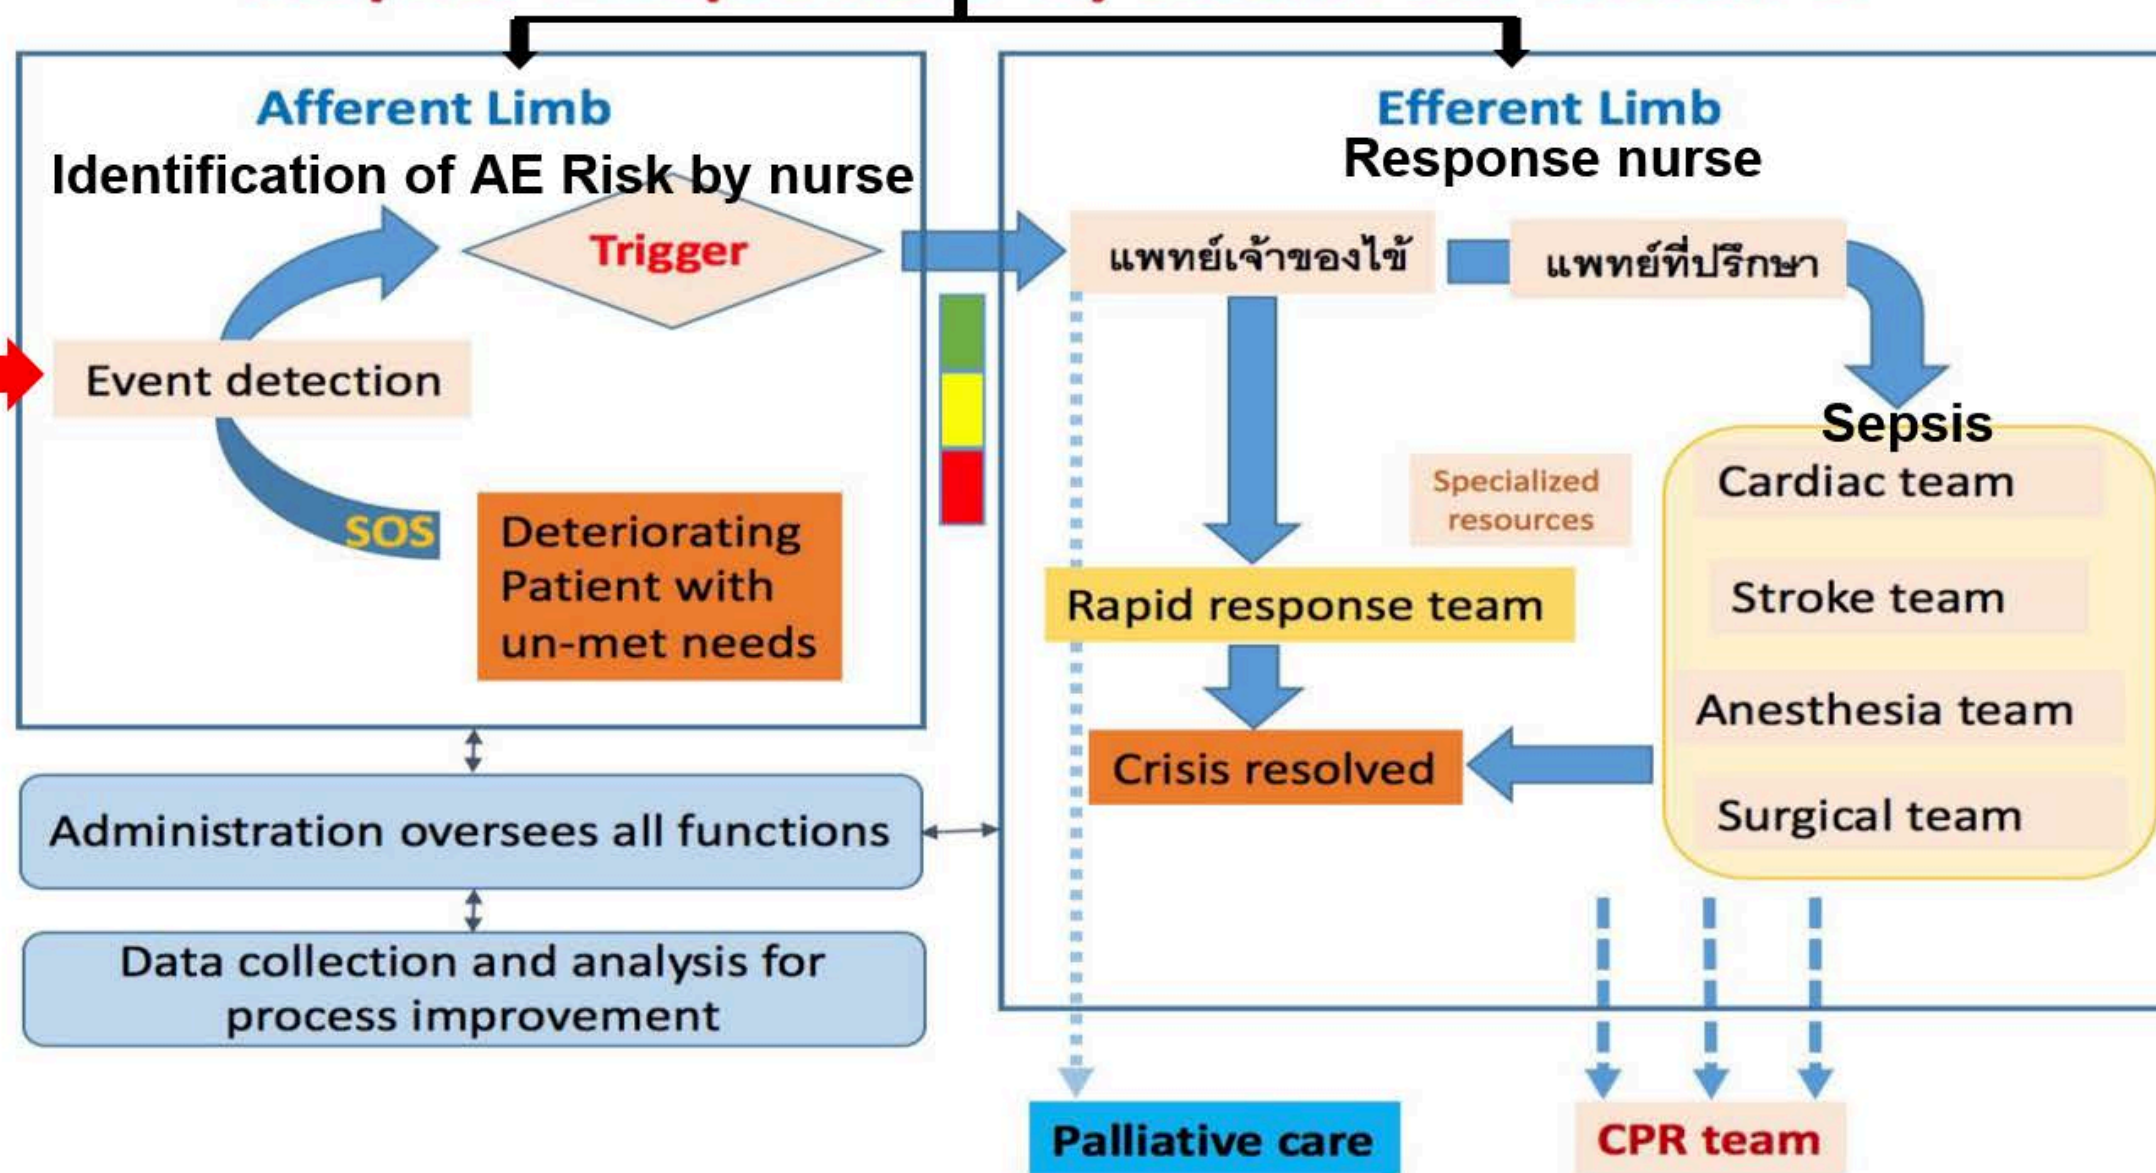 Afferent Limb
Identification of AE Risk by nurse
Trigger
Event detection
SOS
Deteriorating
Patient with
un-met needs
Administration oversees all functions
Data collection and analysis for
process improvement
Efferent Limb
Response nurse
แพทย์เจ้าของไข้
แพทย์ที่ปรึกษา
Sepsis
Specialized
resources
Cardiac team
Stroke team
Anesthesia team
Surgical team
Rapid response team
Crisis resolved
Palliative care
CPR team